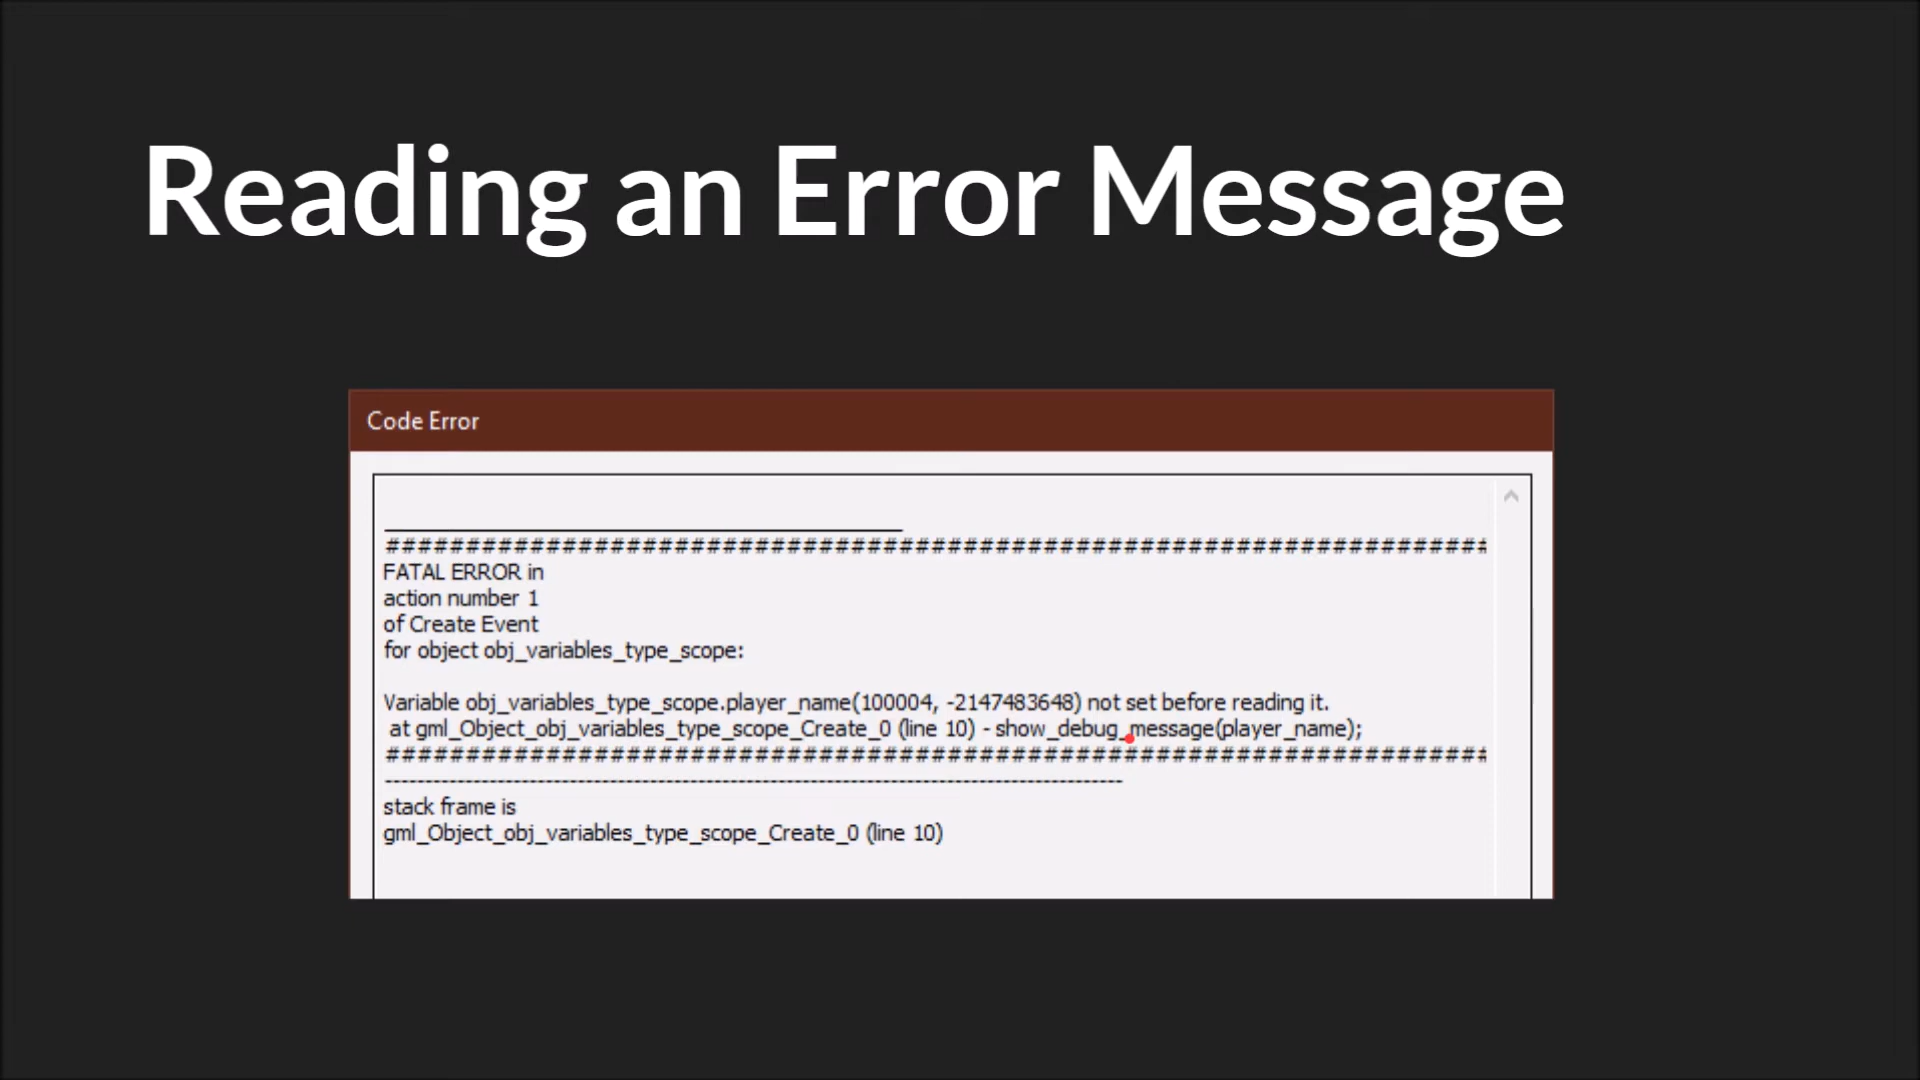 Reading an Error Message
Code Error
#####################################################################
FATAL ERROR in
action number 1
of Create Event
for object obj_variables_type_scope:
Variable obj_variables_type_scope.player_name(100004, -2147483648) not set before reading it.
at gml_Object_obj_variables_type_scope_Create_0 (line 10) - show_debug_message(player_name);
#####################################################################
--------------------------------------------------------------------------------------------
stack frame is
gml_Object_obj_variables_type_scope_Create_0 (line 10)